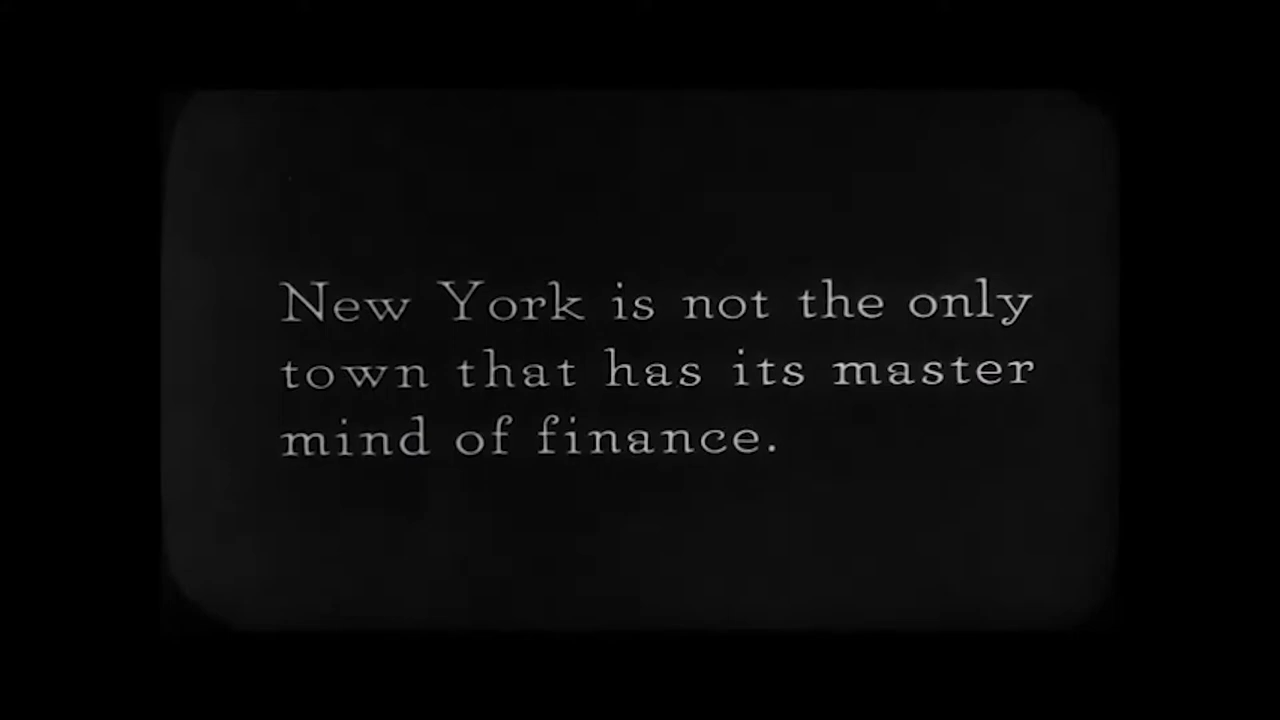 New York is not the only
town that has its master
mind of finance.